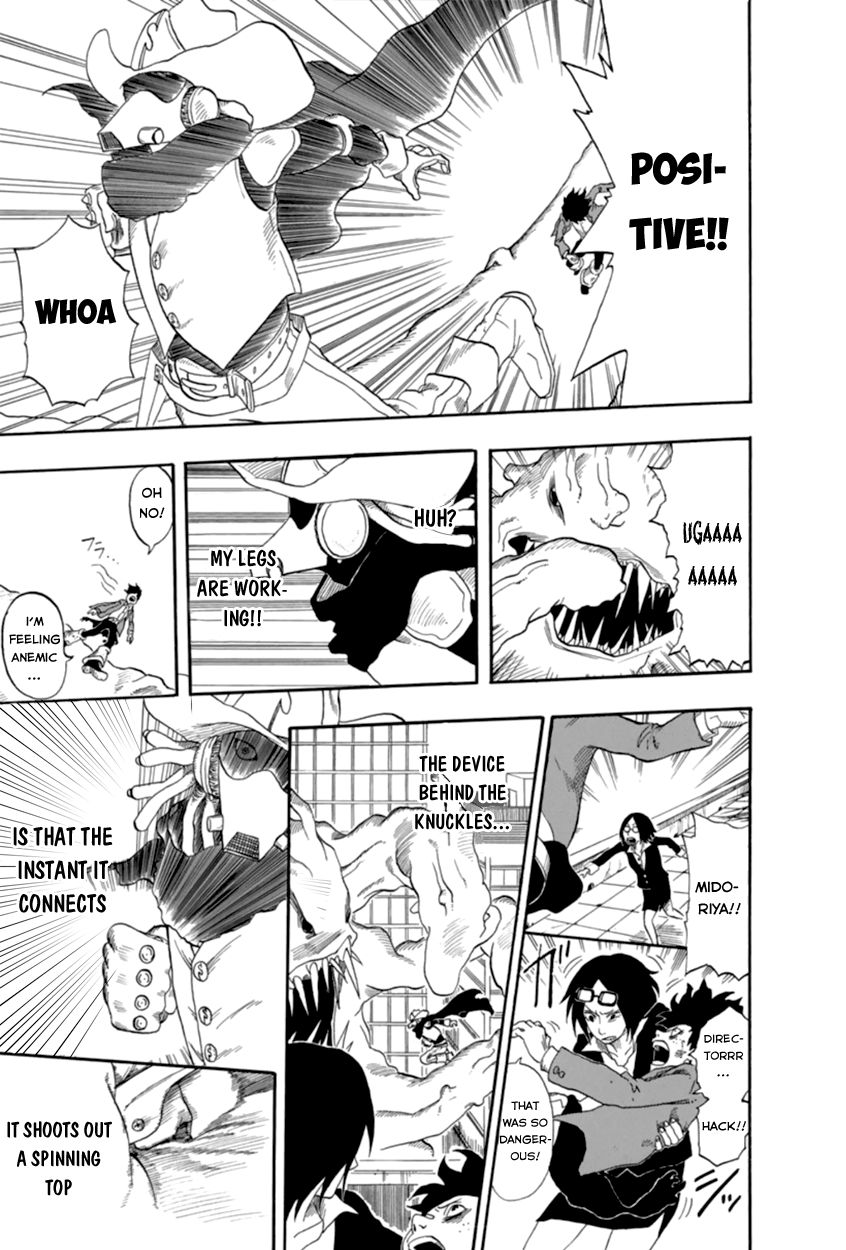 POSI-
TIVE!!
WHOA
UGAAAA
AAAAA
HUH?
MY LEGS
ARE WORK-
ING!!
OH
NO!
I'M
FEELING
ANEMIC
...
MIDO-
RIYA!!
DIREC-
TORRR
...
HACK!!
THAT
WAS SO
DANGER-
OUS!
THE DEVICE
BEHIND THE
KNUCKLES...
IS THAT THE
INSTANT IT
CONNECTS
IT SHOOTS OUT
A SPINNING
TOP